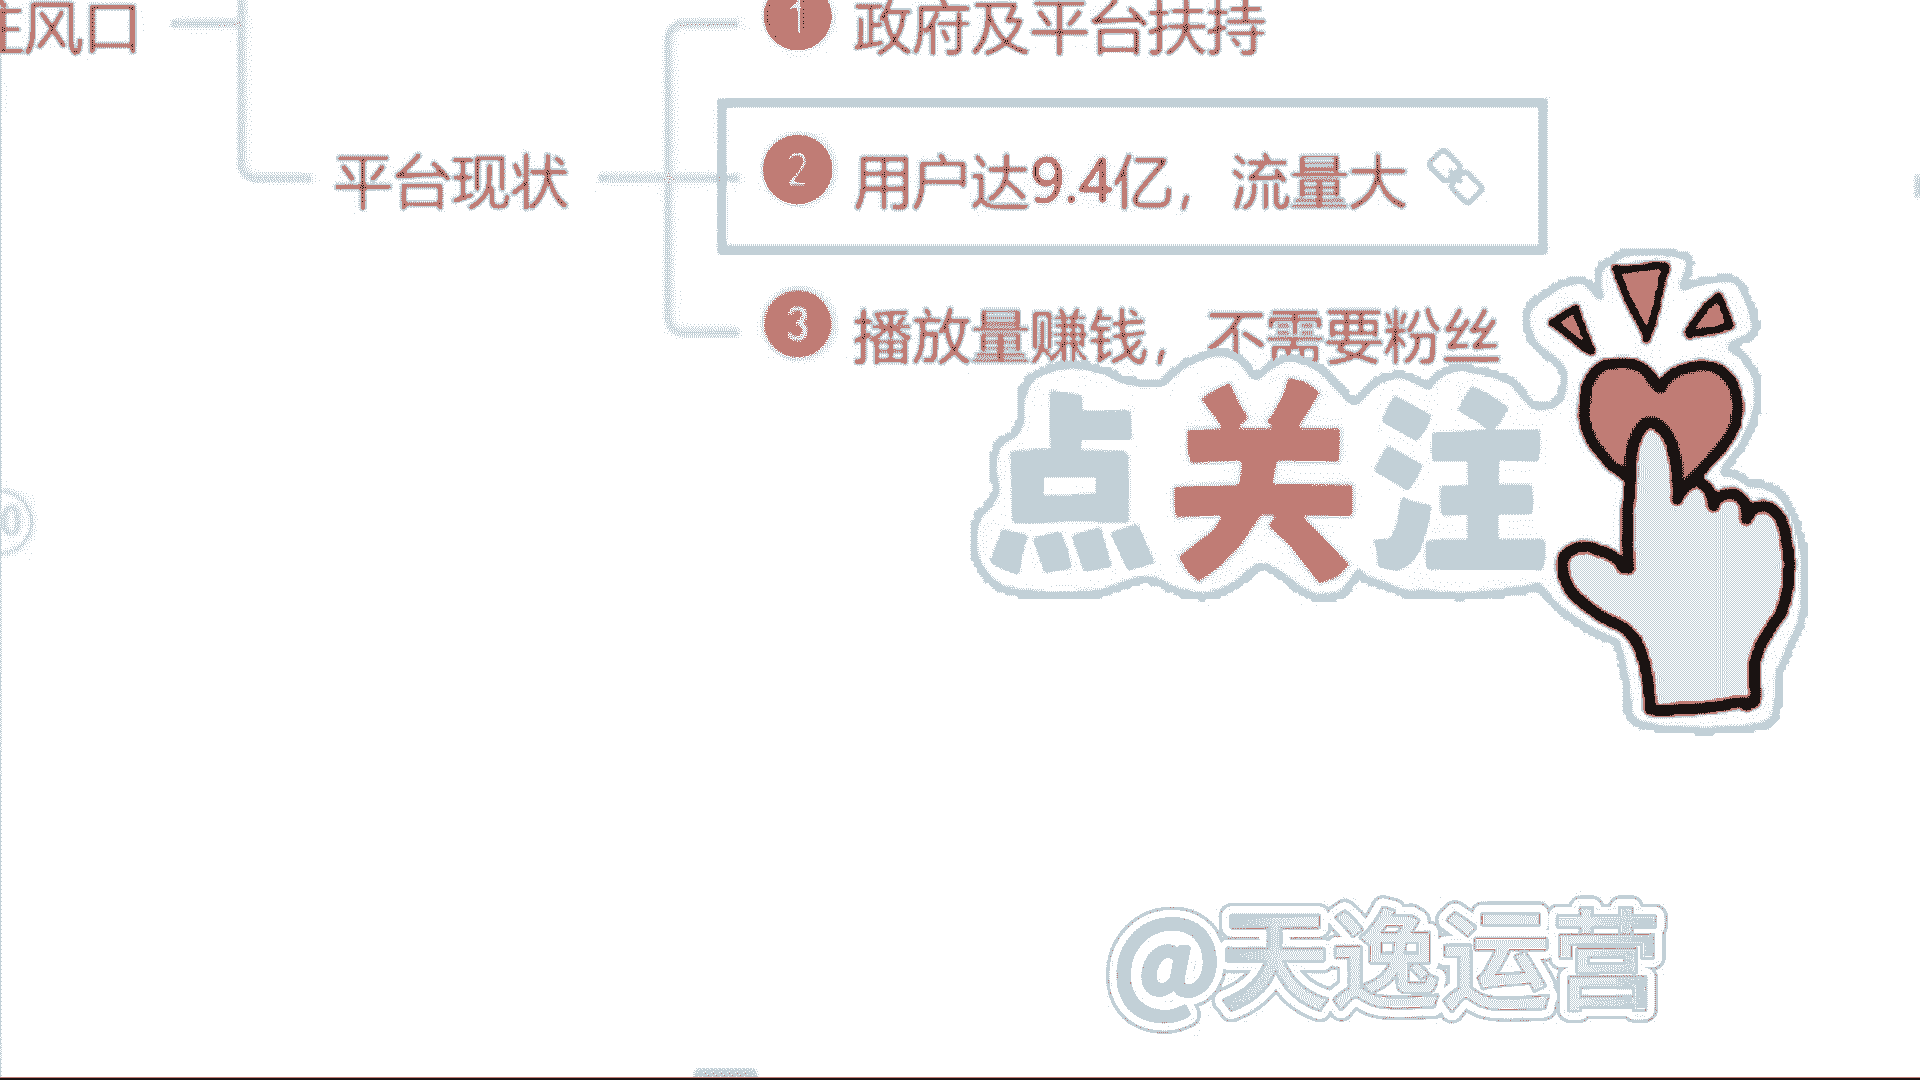 注风口
1 政府及平台扶持
平台现状
2 用户达9.4亿，流量大
3 播放量赚钱，不需要粉丝
点关注
@天逸运营